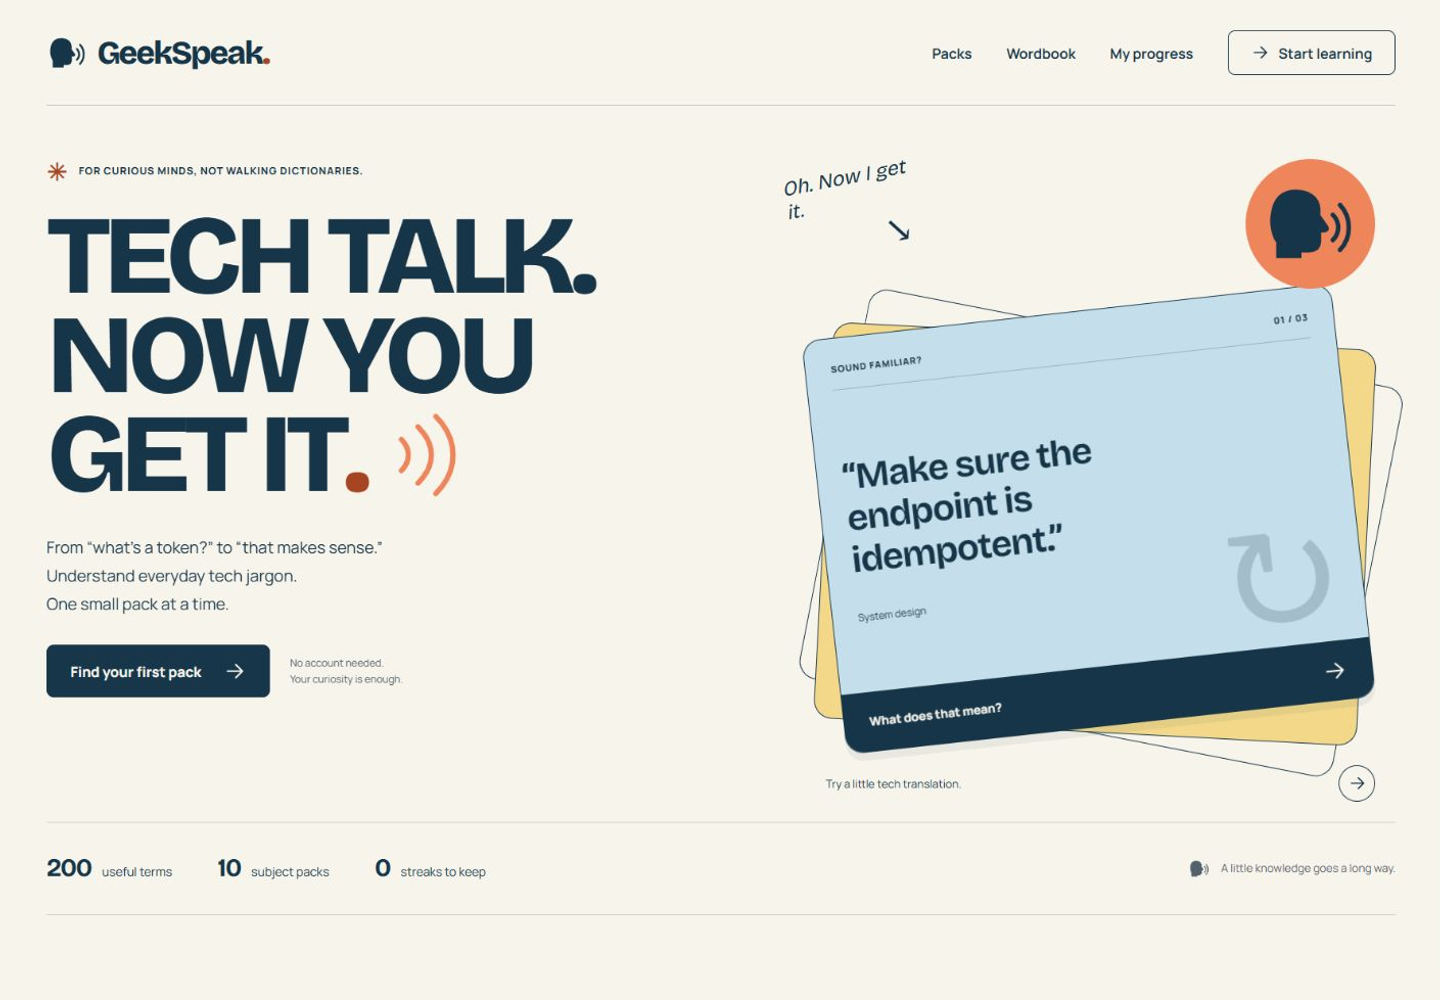 GeekSpeak.
Packs
Wordbook
My progress
Start learning
FOR CURIOUS MINDS, NOT WALKING DICTIONARIES.
TECH TALK.
NOW YOU
GET IT.
From “what’s a token?” to “that makes sense.”
Understand everyday tech jargon.
One small pack at a time.
Find your first pack
No account needed.
Your curiosity is enough.
Oh. Now I get
it.
SOUND FAMILIAR?
01 / 03
“Make sure the
endpoint is
idempotent.”
System design
What does that mean?
Try a little tech translation.
200 useful terms
10 subject packs
0 streaks to keep
A little knowledge goes a long way.